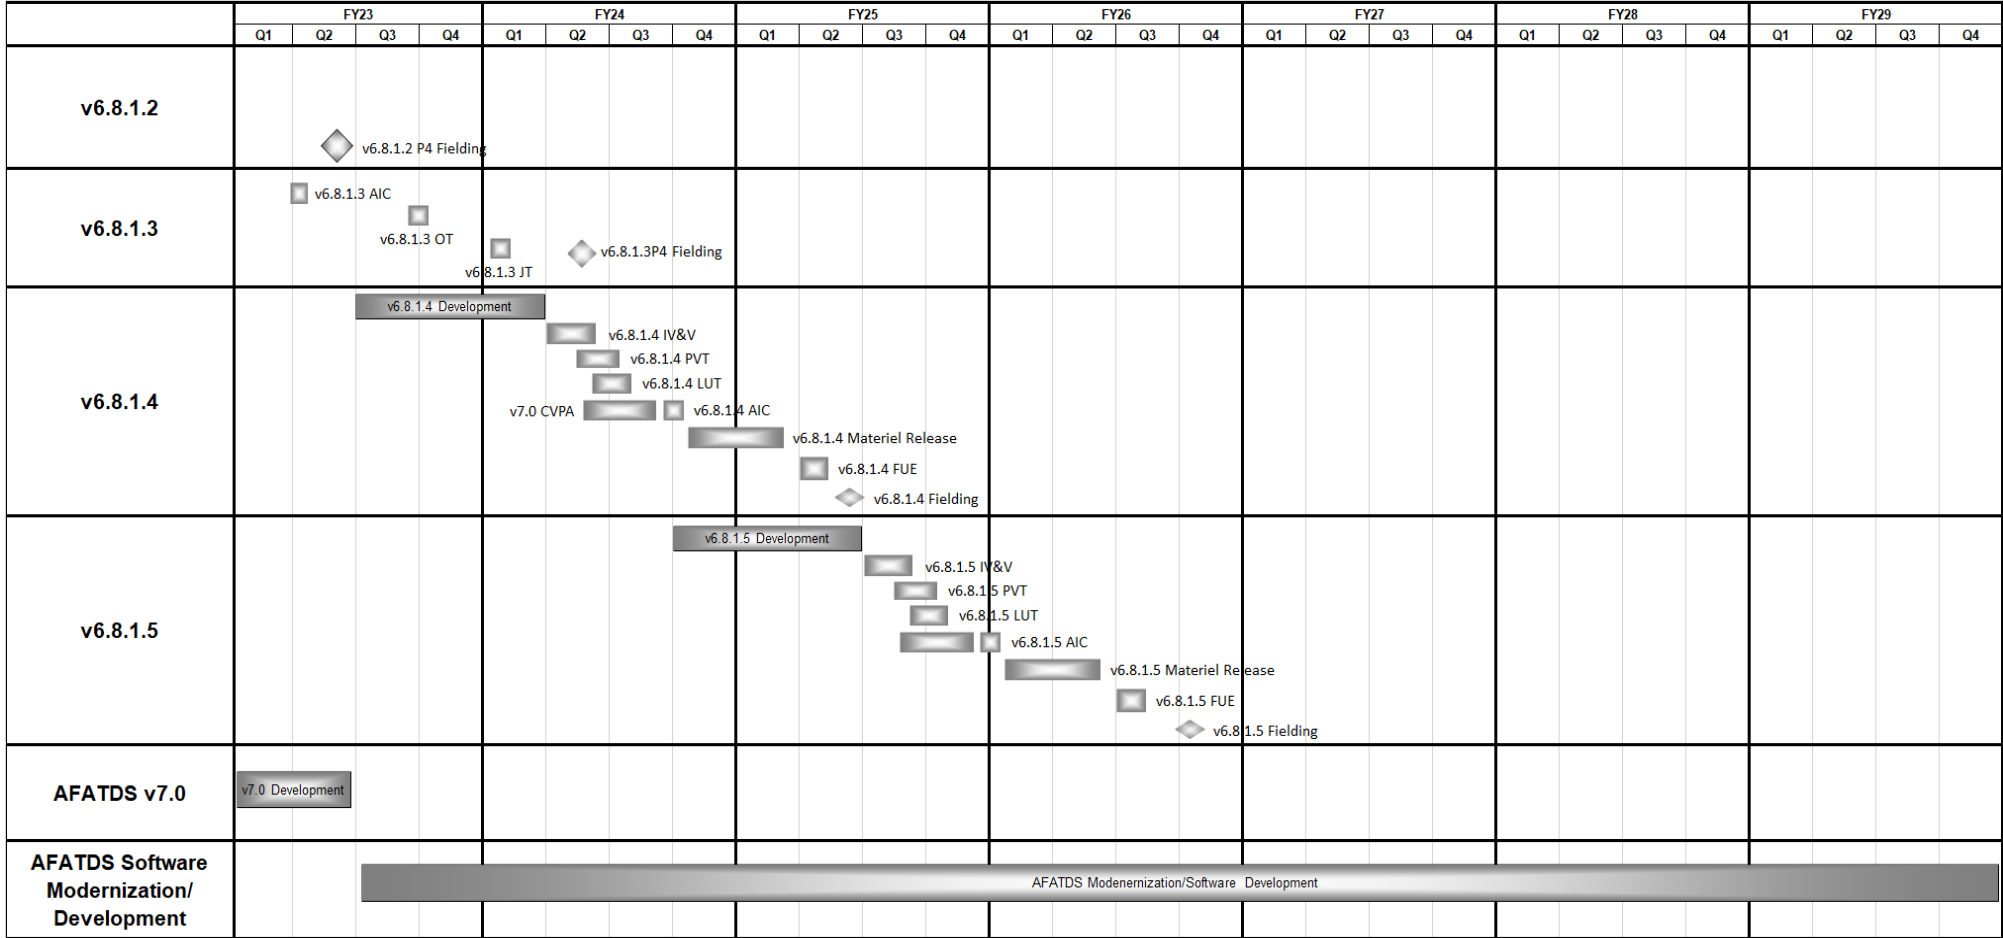 FY23 FY24 FY25 FY26 FY27 FY28 FY29
Q1 Q2 Q3 Q4 Q1 Q2 Q3 Q4 Q1 Q2 Q3 Q4 Q1 Q2 Q3 Q4 Q1 Q2 Q3 Q4 Q1 Q2 Q3 Q4 Q1 Q2 Q3 Q4
v6.8.1.2
v6.8.1.2 P4 Fielding
v6.8.1.3
v6.8.1.3 AIC
v6.8.1.3 OT
v6.8.1.3 JT
v6.8.1.3P4 Fielding
v6.8.1.4
v6.8.1.4 Development
v6.8.1.4 IV&V
v6.8.1.4 PVT
v6.8.1.4 LUT
v7.0 CVPA
v6.8.1.4 AIC
v6.8.1.4 Materiel Release
v6.8.1.4 FUE
v6.8.1.4 Fielding
v6.8.1.5
v6.8.1.5 Development
v6.8.1.5 IV&V
v6.8.1.5 PVT
v6.8.1.5 LUT
v6.8.1.5 AIC
v6.8.1.5 Materiel Release
v6.8.1.5 FUE
v6.8.1.5 Fielding
AFATDS v7.0
v7.0 Development
AFATDS Software
Modernization/
Development
AFATDS Modenernization/Software Development